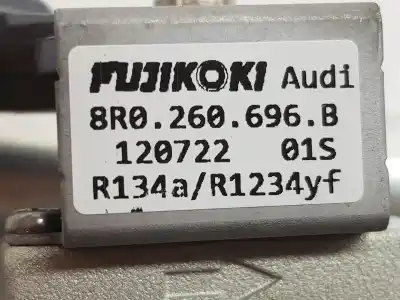 FUJIKOKI Audi
8R0.260.696.B
120722 01S
R134a/R1234yf